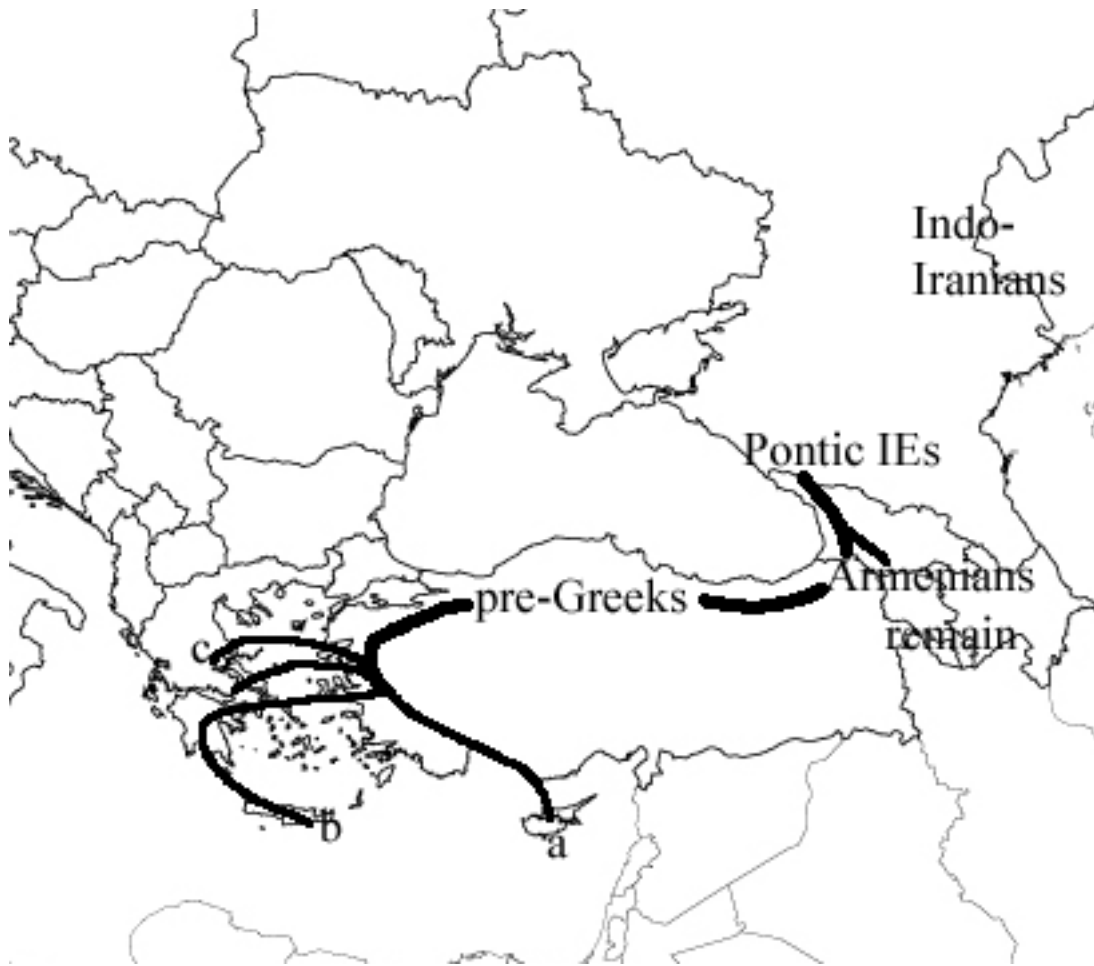 Indo-
Iranians
Pontic IEs
Armenians
remain
pre-Greeks
c
b
a